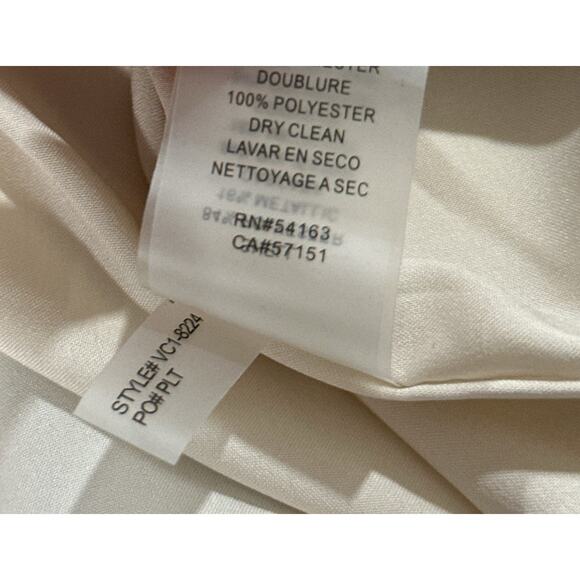 DOUBLURE
100% POLYESTER
DRY CLEAN
LAVAR EN SECO
NETTOYAGE A SEC
RN#54163
CA#57151
STYLE# VC1-8224
PO# PLT